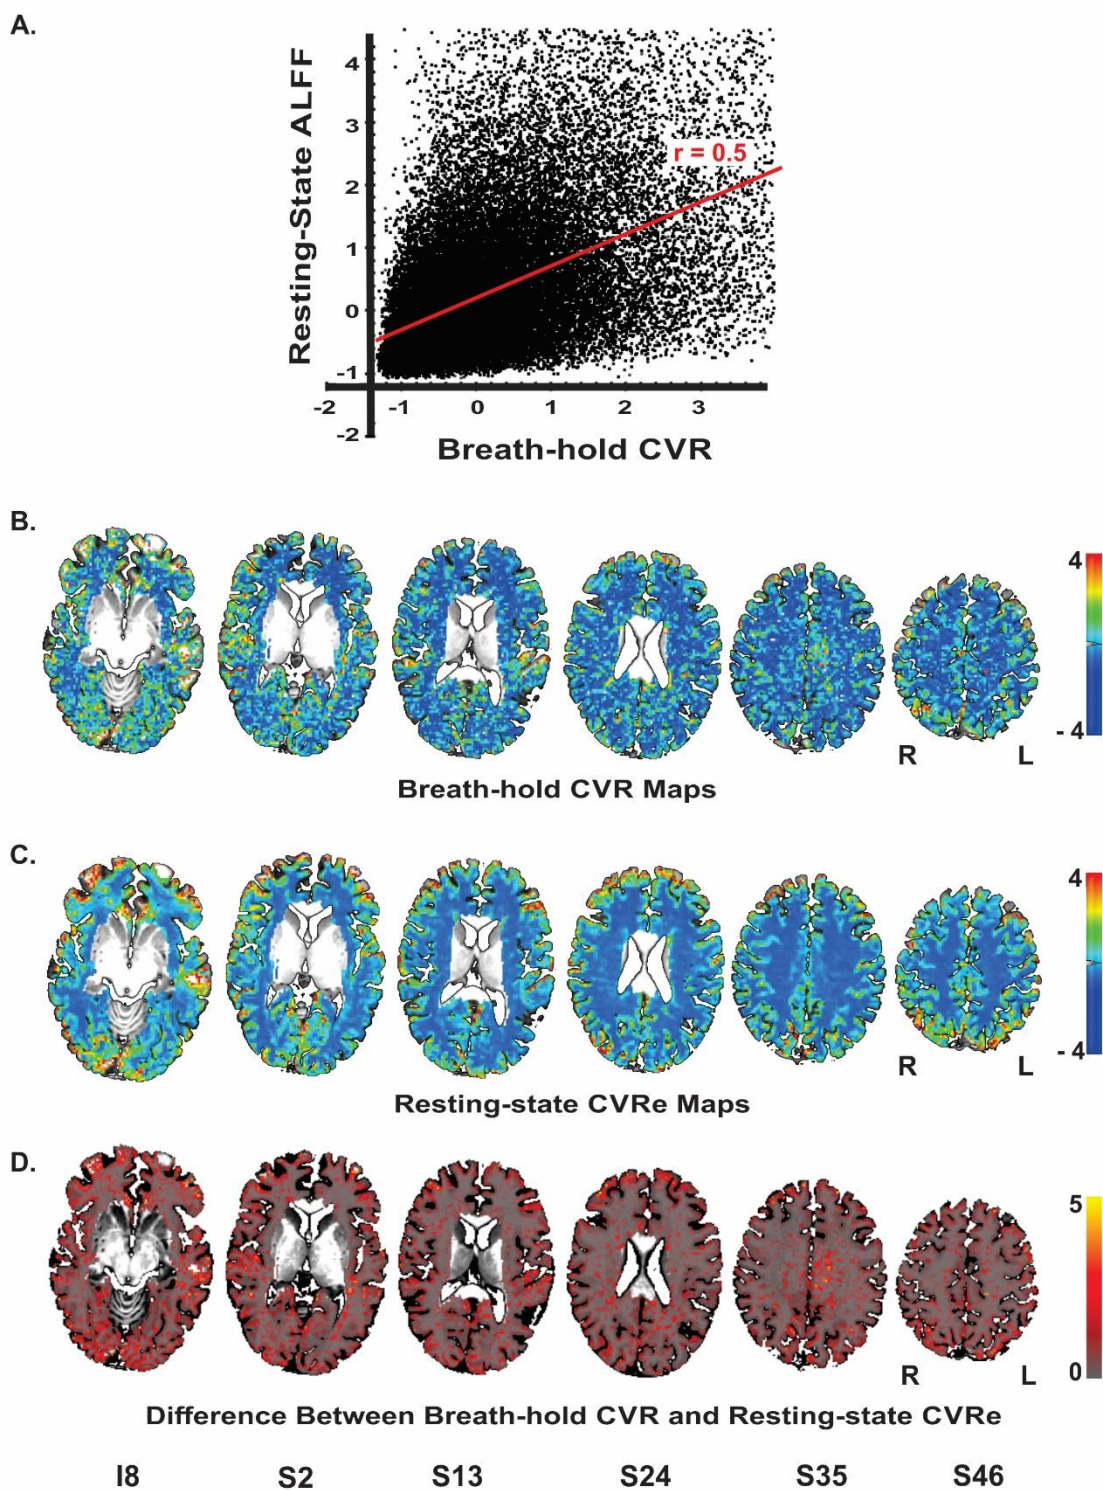 A.
Resting-State ALFF
4
3
2
1
0
-1
-2
r = 0.5
-2 -1 0 1 2 3
Breath-hold CVR
B.
4
- 4
R L
Breath-hold CVR Maps
C.
4
- 4
R L
Resting-state CVRe Maps
D.
5
0
R L
Difference Between Breath-hold CVR and Resting-state CVRe
I8 S2 S13 S24 S35 S46